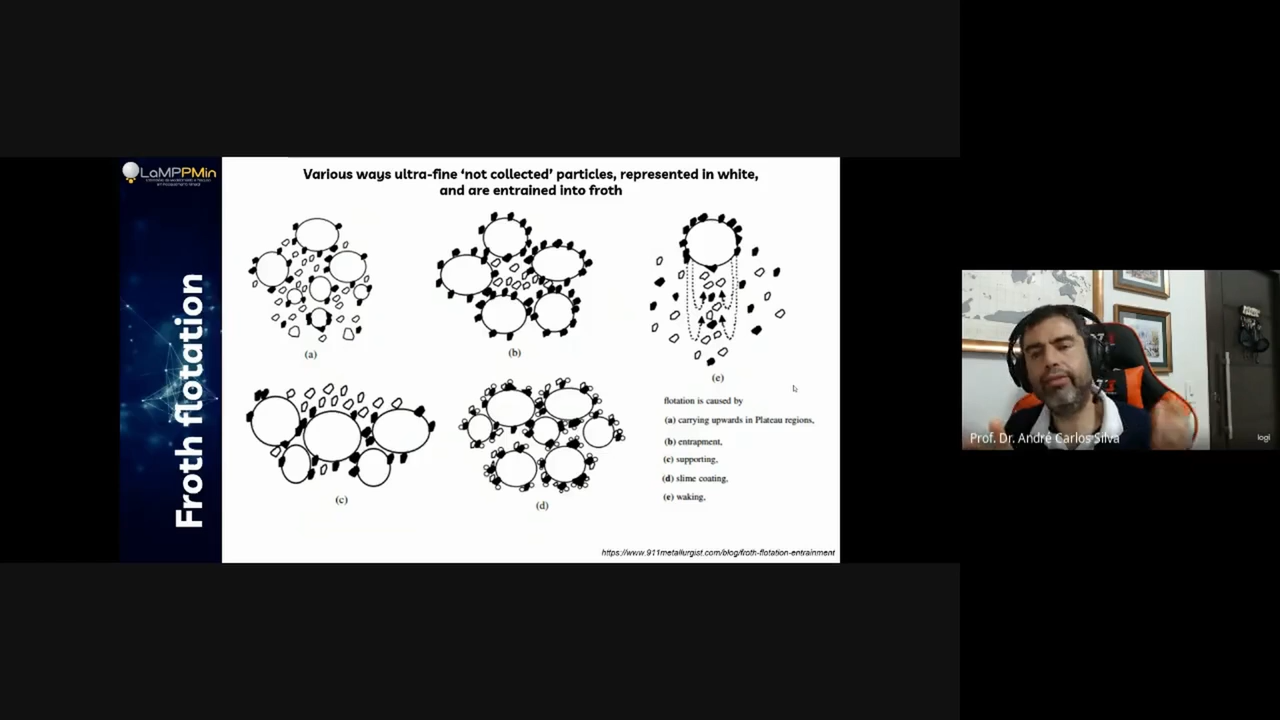 LaMPPMin
Froth flotation
Various ways ultra-fine ‘not collected’ particles, represented in white,
and are entrained into froth
(a)
(b)
(e)
(c)
(d)
flotation is caused by
(a) carrying upwards in Plateau regions,
(b) entrapment,
(c) supporting,
(d) slime coating,
(e) waking,
https://www.911metallurgist.com/blog/froth-flotation-entrainment
Prof. Dr. André Carlos Silva
logi